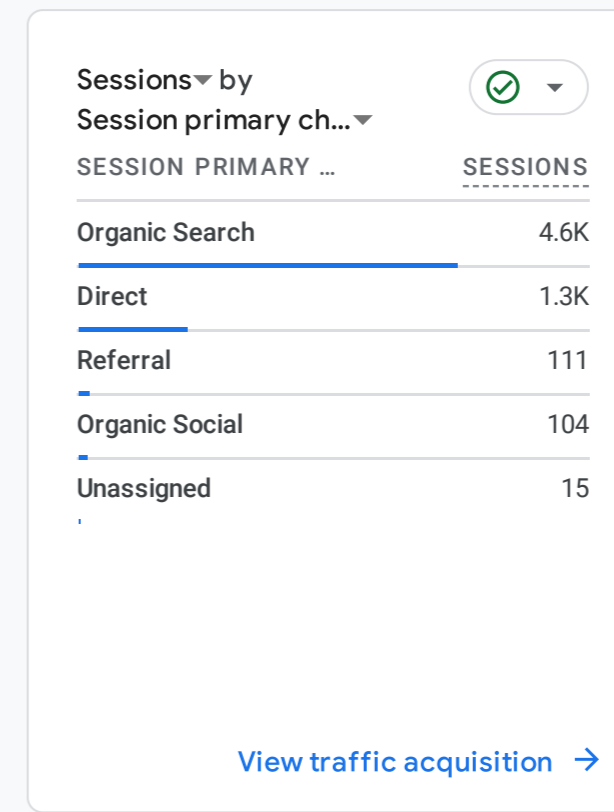 Sessions by
Session primary ch...
SESSION PRIMARY ... SESSIONS
Organic Search 4.6K
Direct 1.3K
Referral 111
Organic Social 104
Unassigned 15
View traffic acquisition